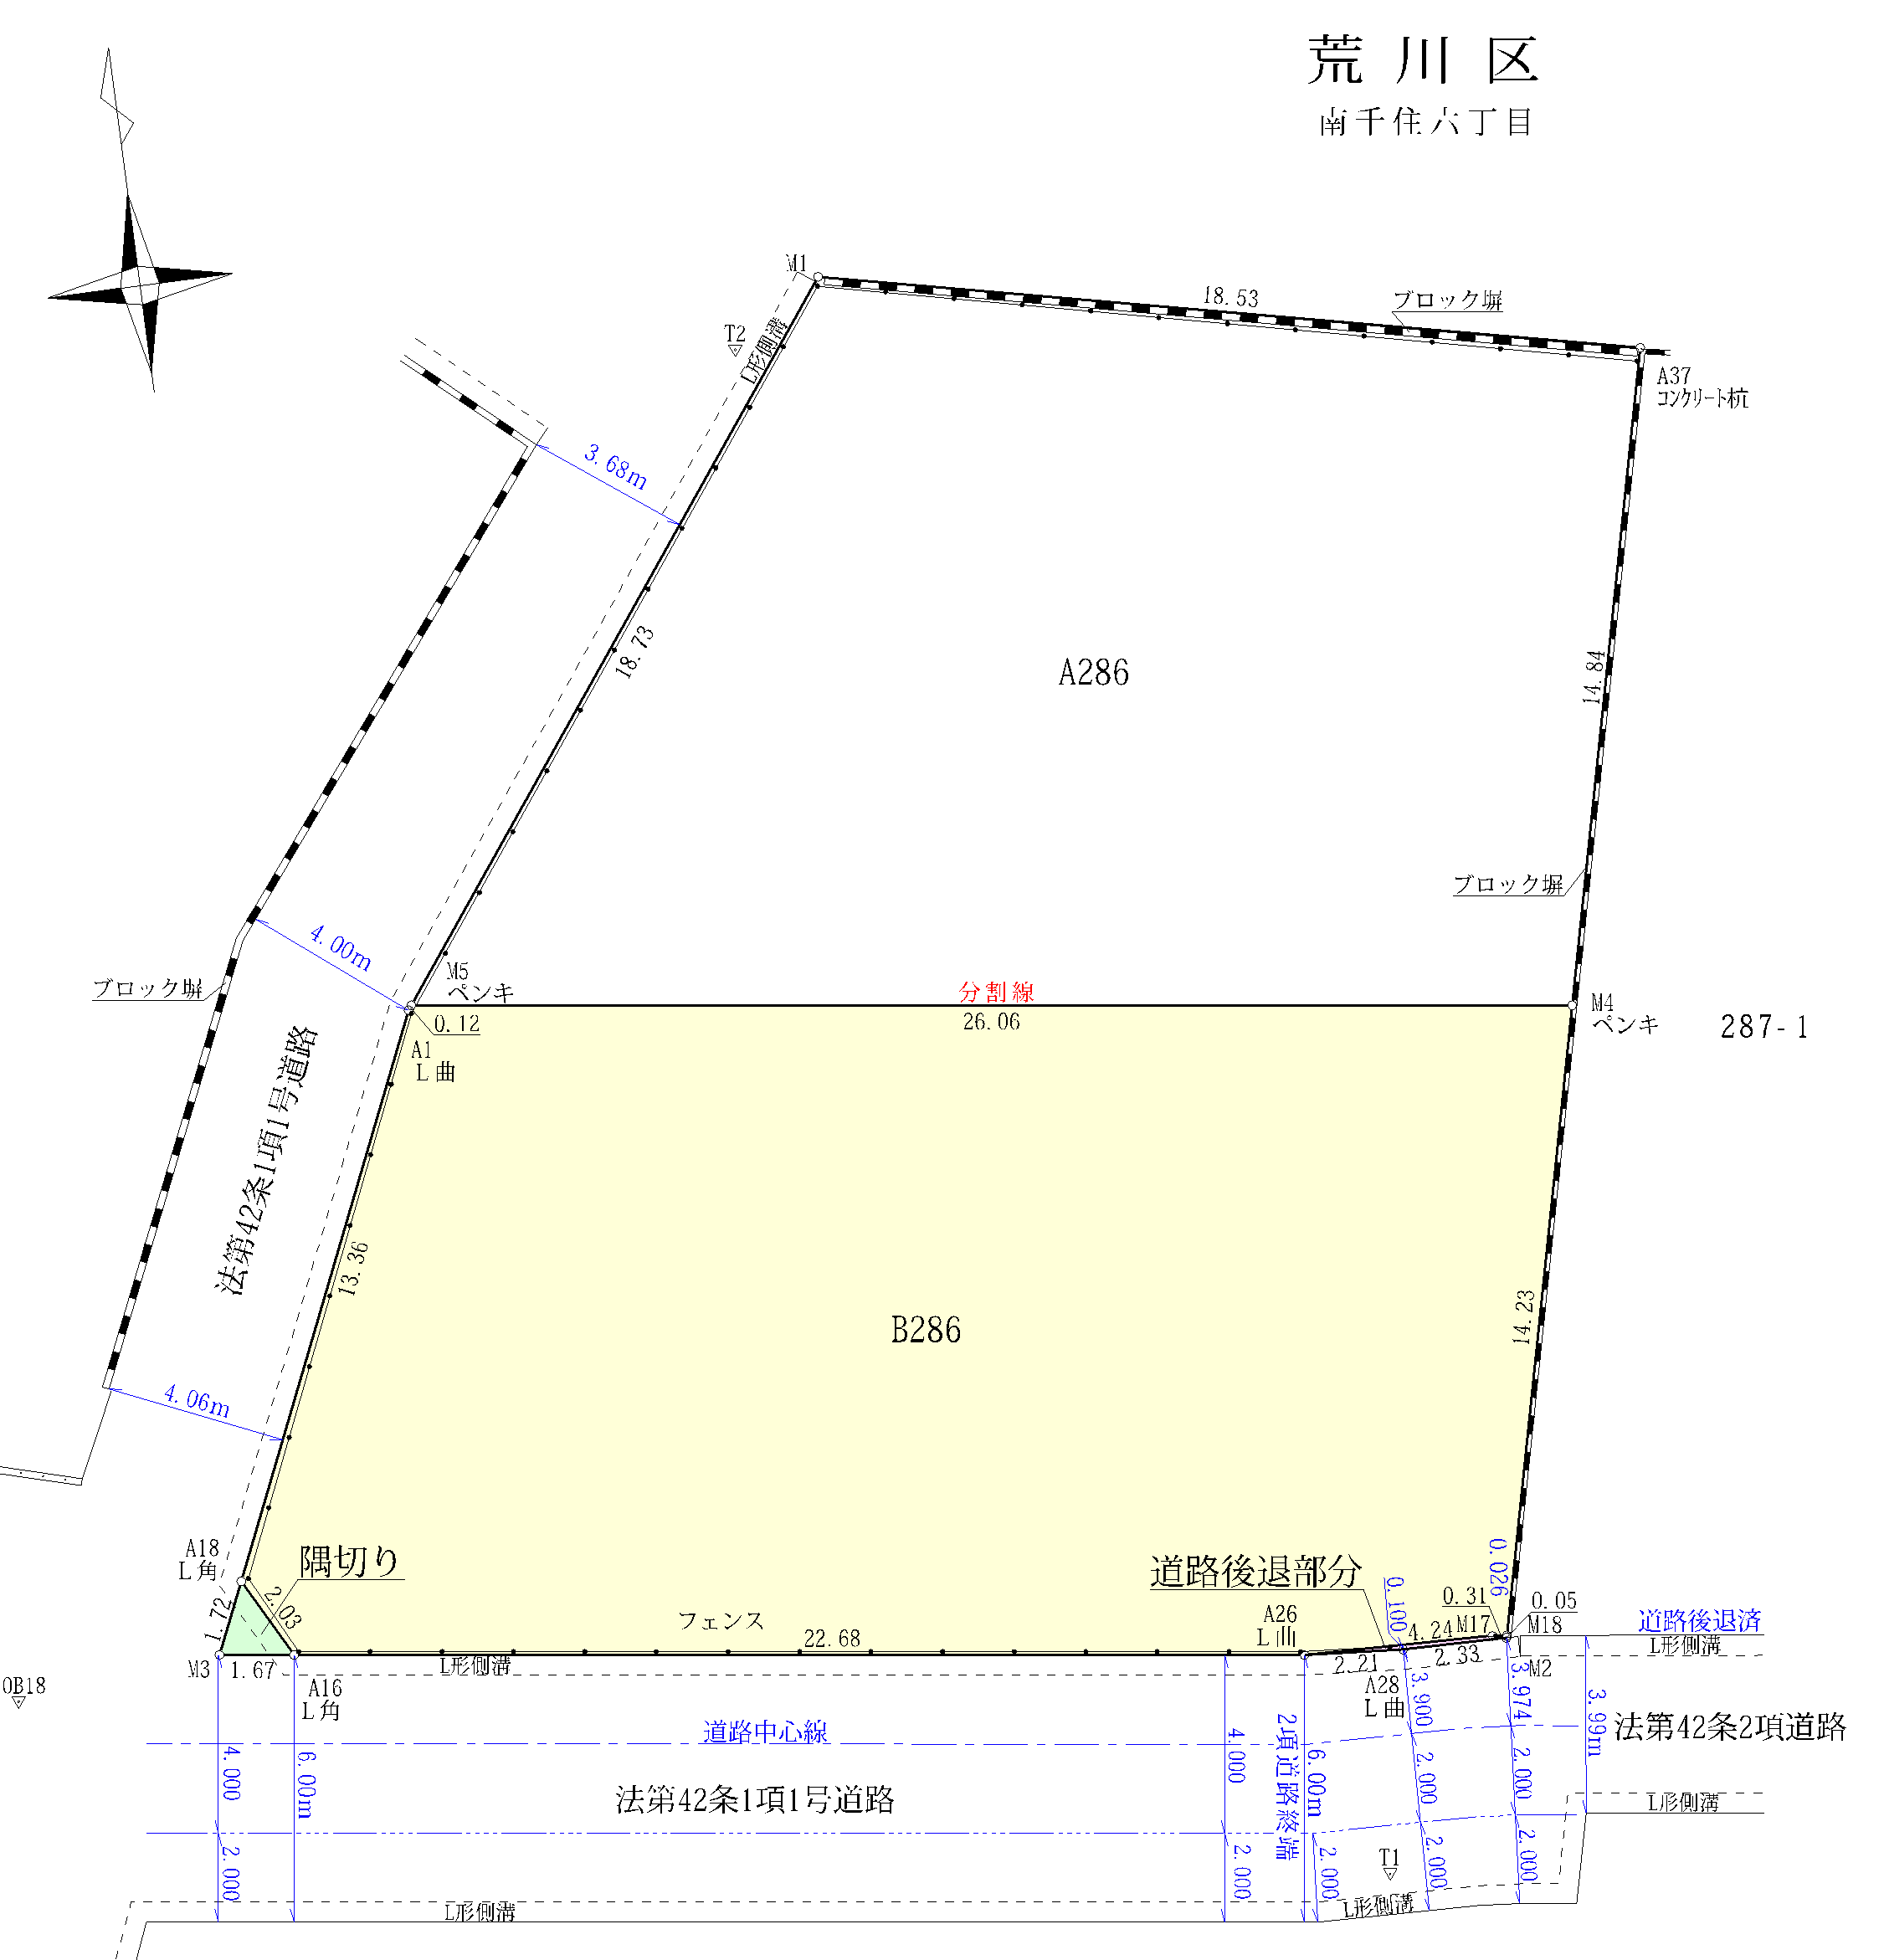 荒川区
南千住六丁目
M1
18.53
ブロック塀
T2
L形側溝
A37
コンクリート杭
3.68m
18.73
A286
14.84
ブロック塀
4.00m
M5
ペンキ
分割線
26.06
M4
ペンキ
287-1
ブロック塀
0.12
A1
L曲
法第42条1項1号道路
13.36
B286
14.23
4.06m
A18
L角
隅切り
2.03
1.72
道路後退部分
0.026
0.100
0.31
0.05
フェンス
22.68
A26
L曲
4.24
M17
M18
道路後退済
L形側溝
M3
1.67
L形側溝
2.21
2.33
M2
OB18
A16
L角
A28
L曲
3.900
3.974
3.99m
法第42条2項道路
道路中心線
4.000
6.00m
4.000
2項道路終端
6.00m
2.000
2.000
法第42条1項1号道路
L形側溝
2.000
2.000
2.000
T1
2.000
2.000
L形側溝
L形側溝